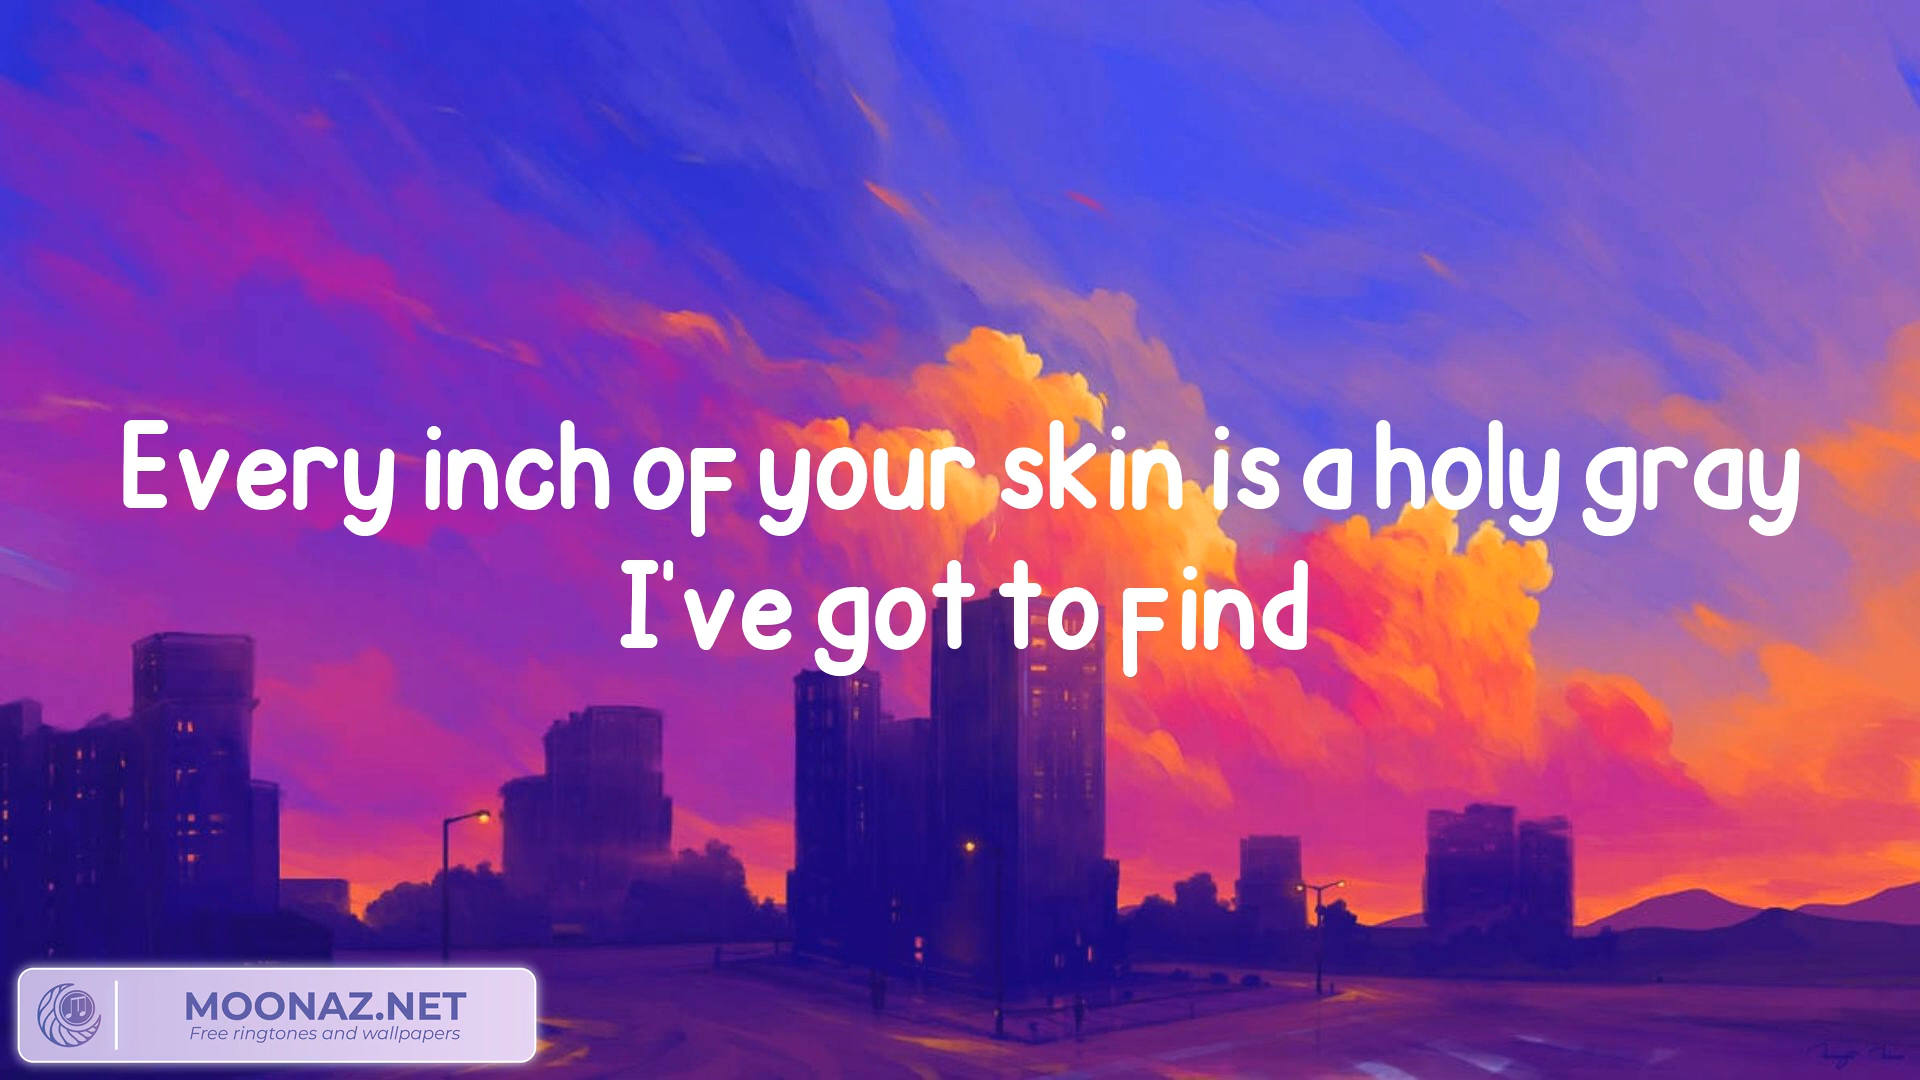 Every inch of your skin is a holy gray
I've got to find
MOONAZ.NET
Free ringtones and wallpapers